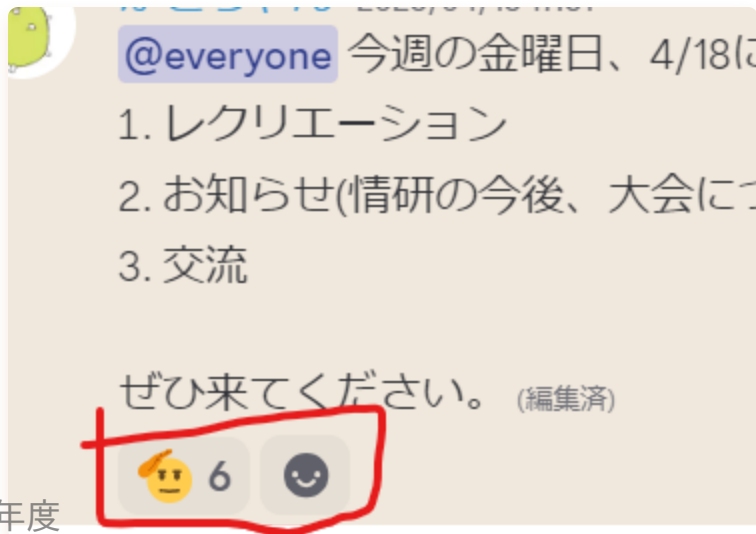 @everyone 今週の金曜日、4/18に
1. レクリエーション
2. お知らせ(情研の今後、大会につ
3. 交流
ぜひ来てください。 (編集済)
6
年度